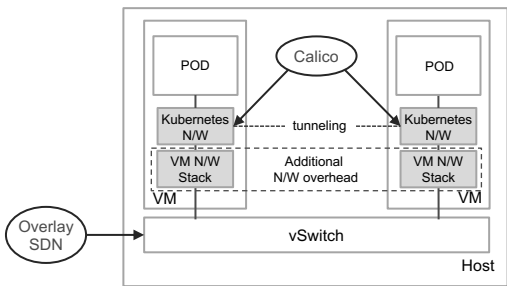 Calico
POD
POD
Kubernetes
N/W
tunneling
Kubernetes
N/W
VM N/W
Stack
Additional
N/W overhead
VM N/W
Stack
VM
VM
Overlay
SDN
vSwitch
Host